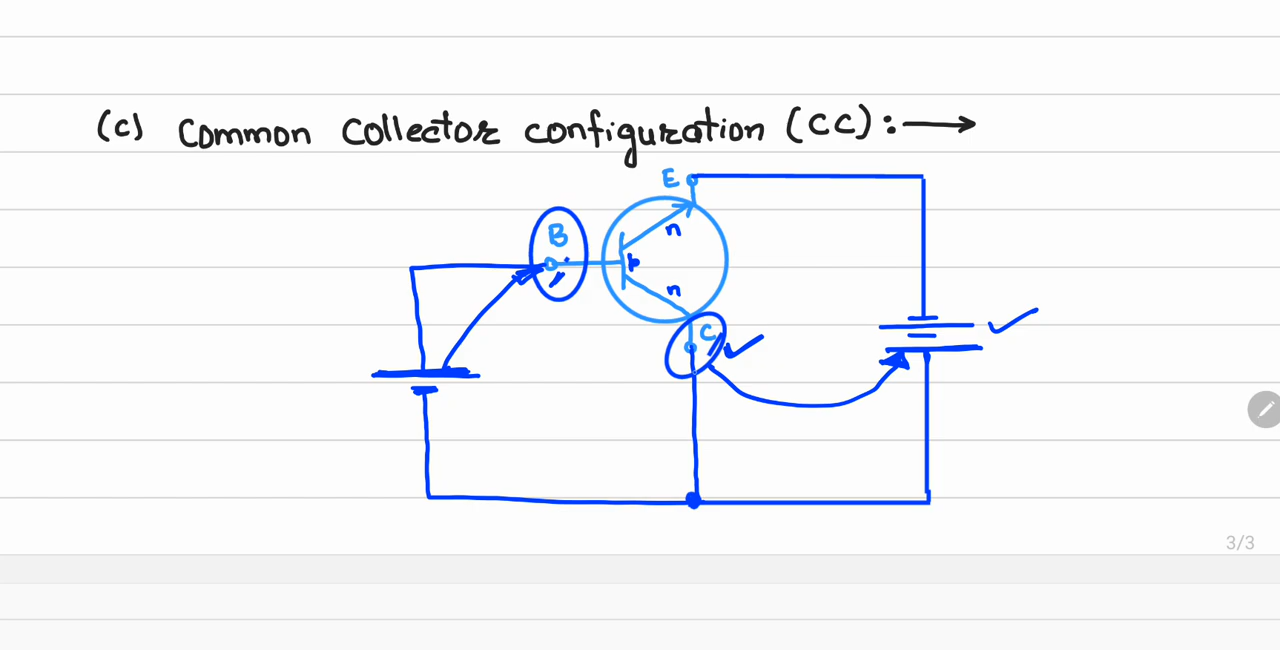 (c) Common Collector configuration (CC):→
E
B
n
p
n
C
3/3